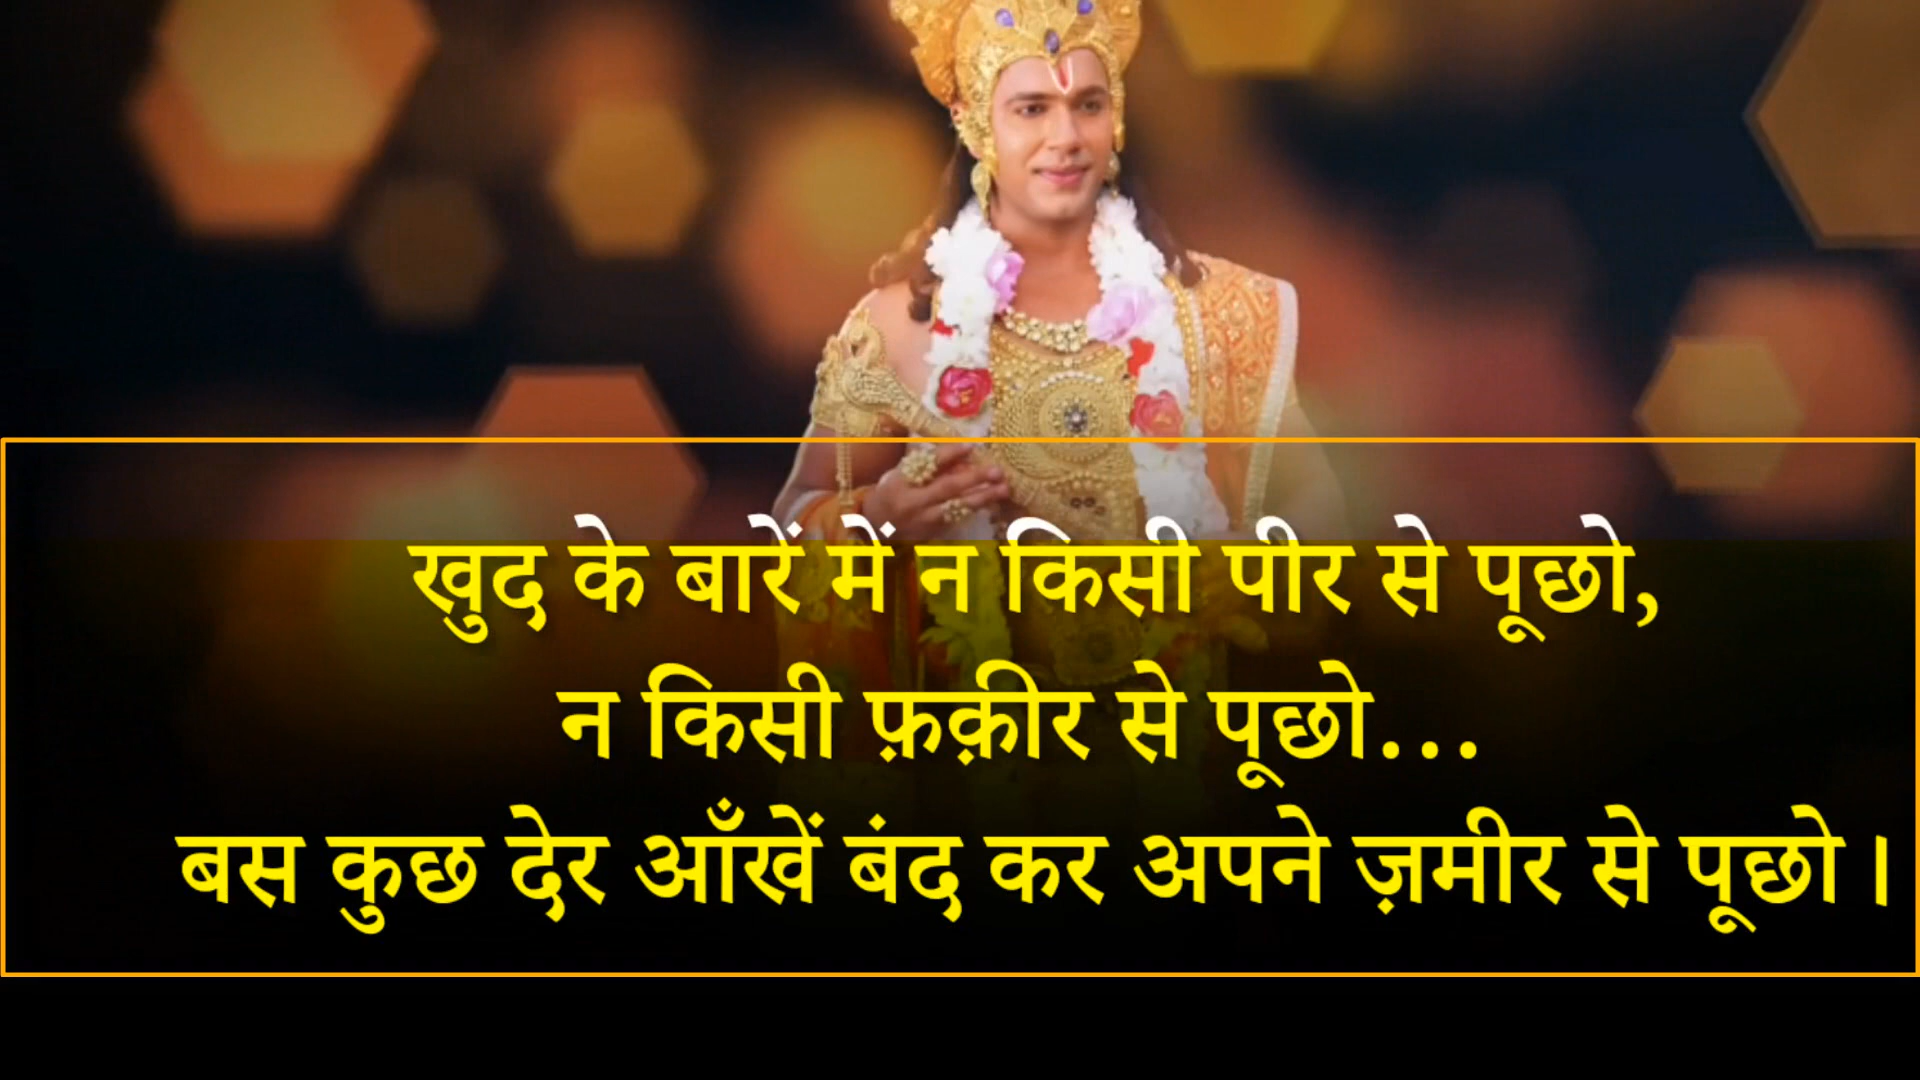 खुद के बारें में न किसी पीर से पूछो,
न किसी फ़क़ीर से पूछो...
बस कुछ देर आँखें बंद कर अपने ज़मीर से पूछो।